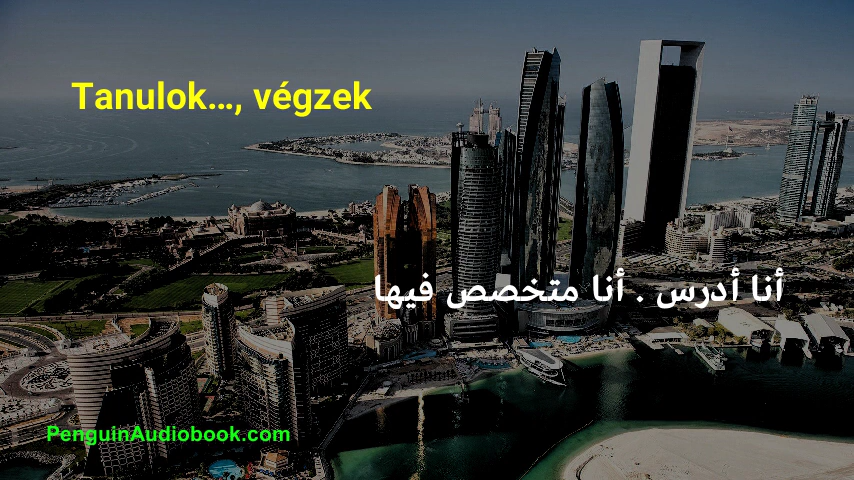 Tanulok..., végzek
أنا أدرس . أنا متخصص فيها
PenguinAudiobook.com